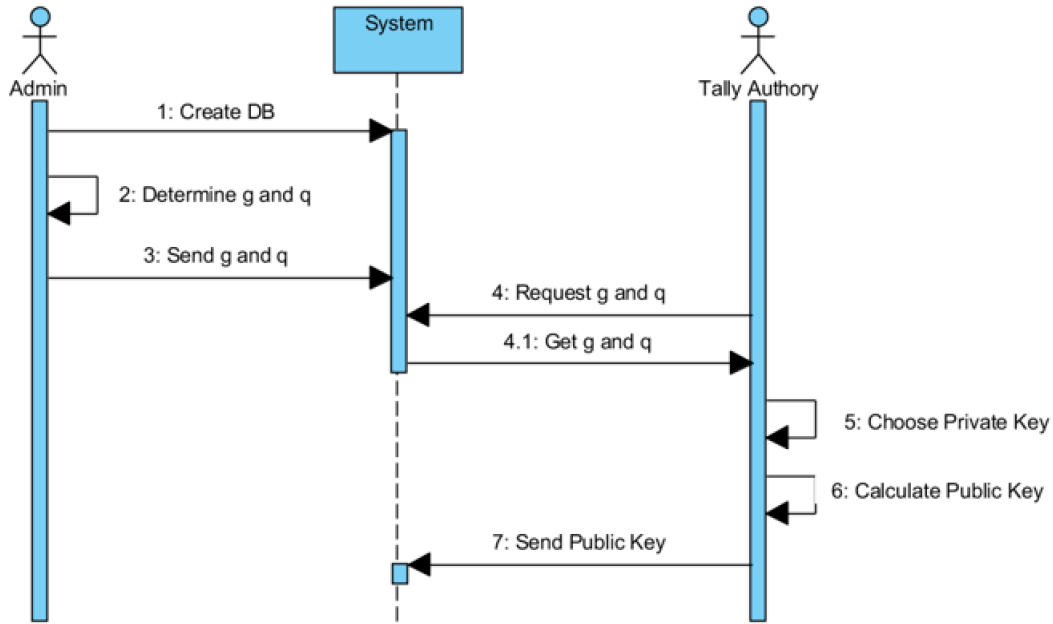 System
Admin
Tally Authory
1: Create DB
2: Determine g and q
3: Send g and q
4: Request g and q
4.1: Get g and q
5: Choose Private Key
6: Calculate Public Key
7: Send Public Key